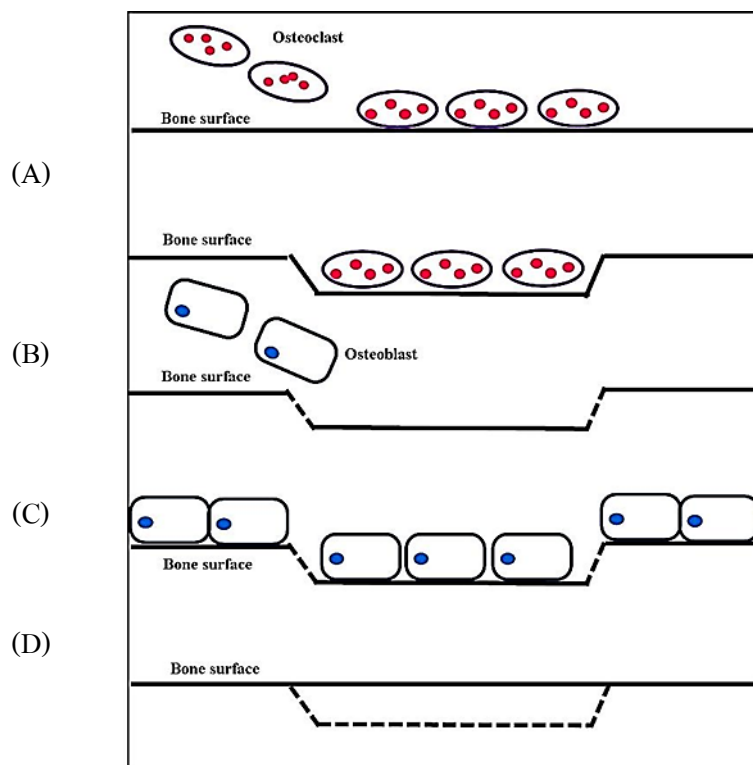 Osteoclast
Bone surface
(A)
Bone surface
(B)
Osteoblast
Bone surface
(C)
Bone surface
(D)
Bone surface